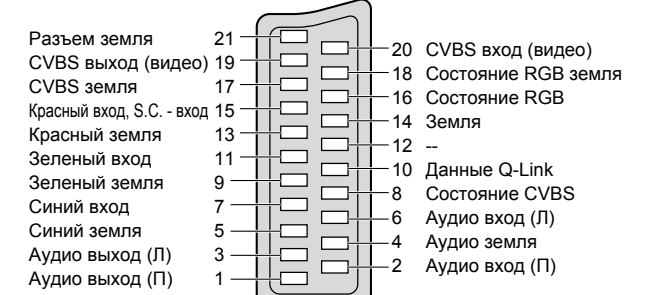 Разъем земля 21
CVBS выход (видео) 19
CVBS земля 17
Красный вход, S.C. - вход 15
Красный земля 13
Зеленый вход 11
Зеленый земля 9
Синий вход 7
Синий земля 5
Аудио выход (Л) 3
Аудио выход (П) 1
20 CVBS вход (видео)
18 Состояние RGB земля
16 Состояние RGB
14 Земля
12 --
10 Данные Q-Link
8 Состояние CVBS
6 Аудио вход (Л)
4 Аудио земля
2 Аудио вход (П)